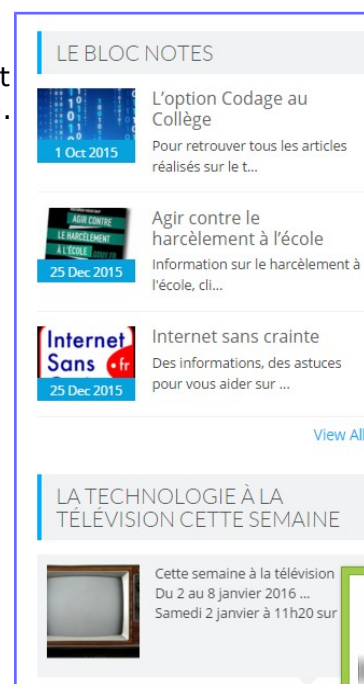 LE BLOC NOTES
t
.
L'option Codage au
Collège
1 Oct 2015
Pour retrouver tous les articles
réalisés sur le t...
Agir contre le
harcèlement à l'école
AGIR CONTRE
LE HARCÈLEMENT
À L'ÉCOLE
25 Dec 2015
Information sur le harcèlement à
l'école, cli...
Internet
Sans
.fr
25 Dec 2015
Internet sans crainte
Des informations, des astuces
pour vous aider sur ...
View All
LA TECHNOLOGIE À LA
TÉLÉVISION CETTE SEMAINE
Cette semaine à la télévision
Du 2 au 8 janvier 2016 ...
Samedi 2 janvier à 11h20 sur